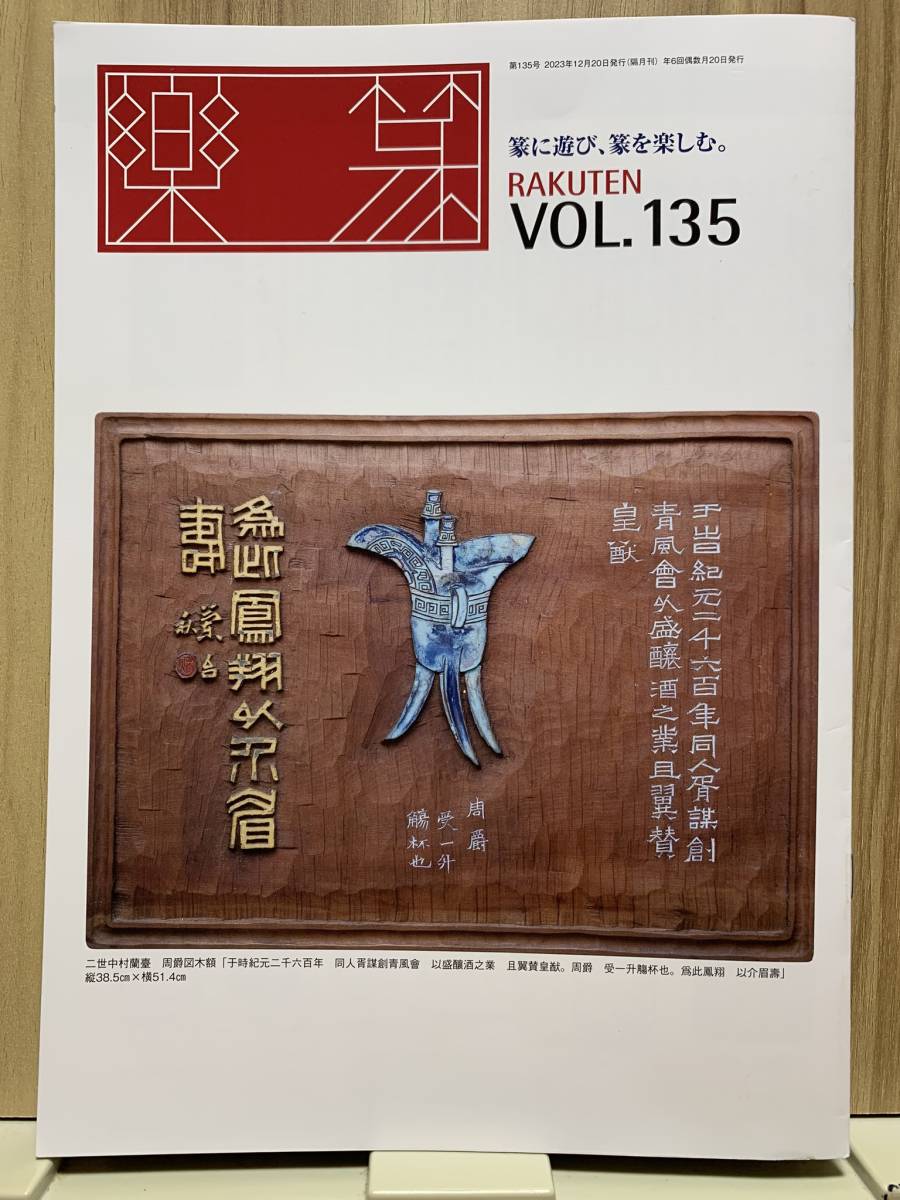 第135号 2023年12月20日発行(隔月刊) 年6回偶数月20日発行
楽篆
篆に遊び、篆を楽しむ。
RAKUTEN
VOL.135
于時紀元二千六百年同人胥謀創
青風會以盛釀酒之業且翼賛
皇猷
周爵
受一升
觴杯也
為此鳳翔以介眉
壽
蘭台
二世中村蘭臺 周爵図木額「于時紀元二千六百年 同人胥謀創青風會 以盛釀酒之業 且翼賛皇猷。周爵 受一升觴杯也。爲此鳳翔 以介眉壽」
縦38.5㎝×横51.4㎝